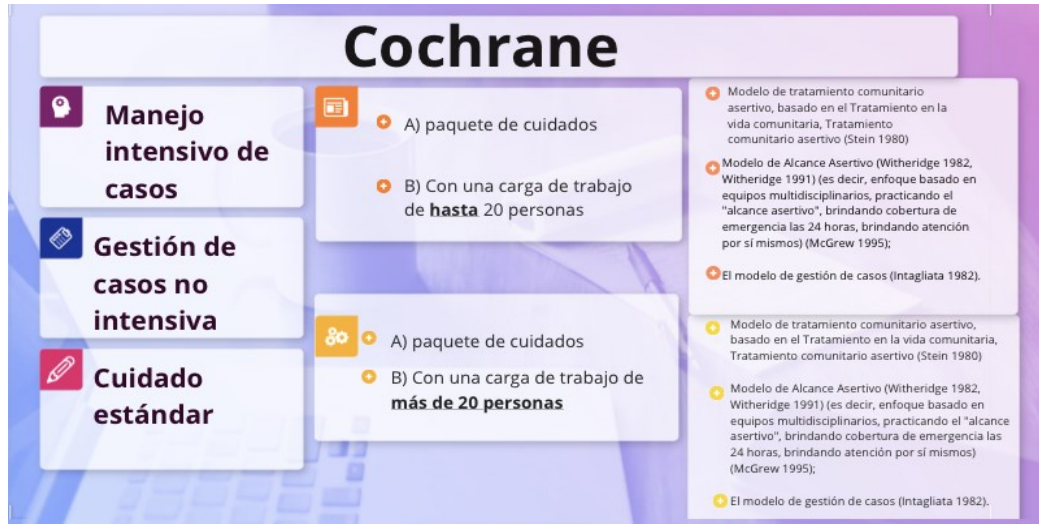 Cochrane
Manejo
intensivo de
casos
Gestión de
casos no
intensiva
Cuidado
estándar
A) paquete de cuidados
B) Con una carga de trabajo
de hasta 20 personas
A) paquete de cuidados
B) Con una carga de trabajo de
más de 20 personas
Modelo de tratamiento comunitario
asertivo, basado en el Tratamiento en la
vida comunitaria, Tratamiento
comunitario asertivo (Stein 1980)
Modelo de Alcance Asertivo (Witheridge 1982,
Witheridge 1991) (es decir, enfoque basado en
equipos multidisciplinarios, practicando el
"alcance asertivo", brindando cobertura de
emergencia las 24 horas, brindando atención
por sí mismos) (McGrew 1995);
El modelo de gestión de casos (Intagliata 1982).
Modelo de tratamiento comunitario asertivo,
basado en el Tratamiento en la vida comunitaria,
Tratamiento comunitario asertivo (Stein 1980)
Modelo de Alcance Asertivo (Witheridge 1982,
Witheridge 1991) (es decir, enfoque basado en
equipos multidisciplinarios, practicando el "alcance
asertivo", brindando cobertura de emergencia las
24 horas, brindando atención por sí mismos)
(McGrew 1995);
El modelo de gestión de casos (Intagliata 1982).